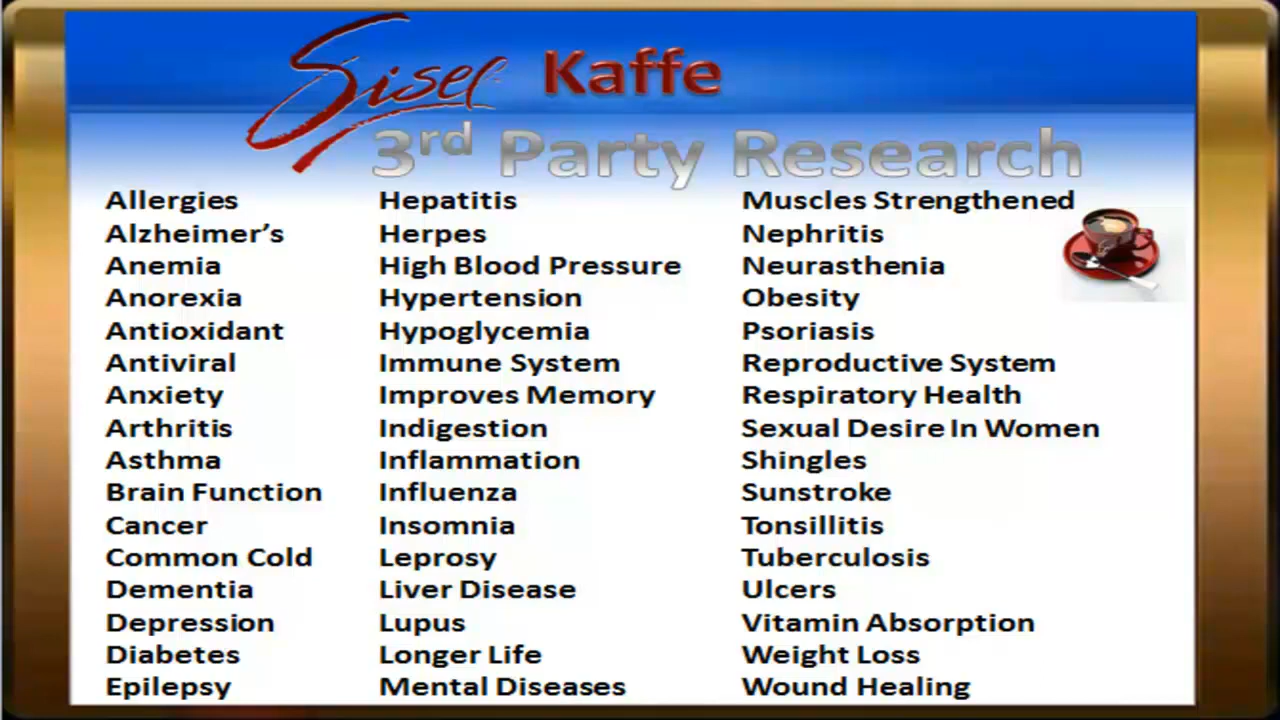 Sisel Kaffe
3rd Party Research
Allergies
Alzheimer's
Anemia
Anorexia
Antioxidant
Antiviral
Anxiety
Arthritis
Asthma
Brain Function
Cancer
Common Cold
Dementia
Depression
Diabetes
Epilepsy
Hepatitis
Herpes
High Blood Pressure
Hypertension
Hypoglycemia
Immune System
Improves Memory
Indigestion
Inflammation
Influenza
Insomnia
Leprosy
Liver Disease
Lupus
Longer Life
Mental Diseases
Muscles Strengthened
Nephritis
Neurasthenia
Obesity
Psoriasis
Reproductive System
Respiratory Health
Sexual Desire In Women
Shingles
Sunstroke
Tonsillitis
Tuberculosis
Ulcers
Vitamin Absorption
Weight Loss
Wound Healing